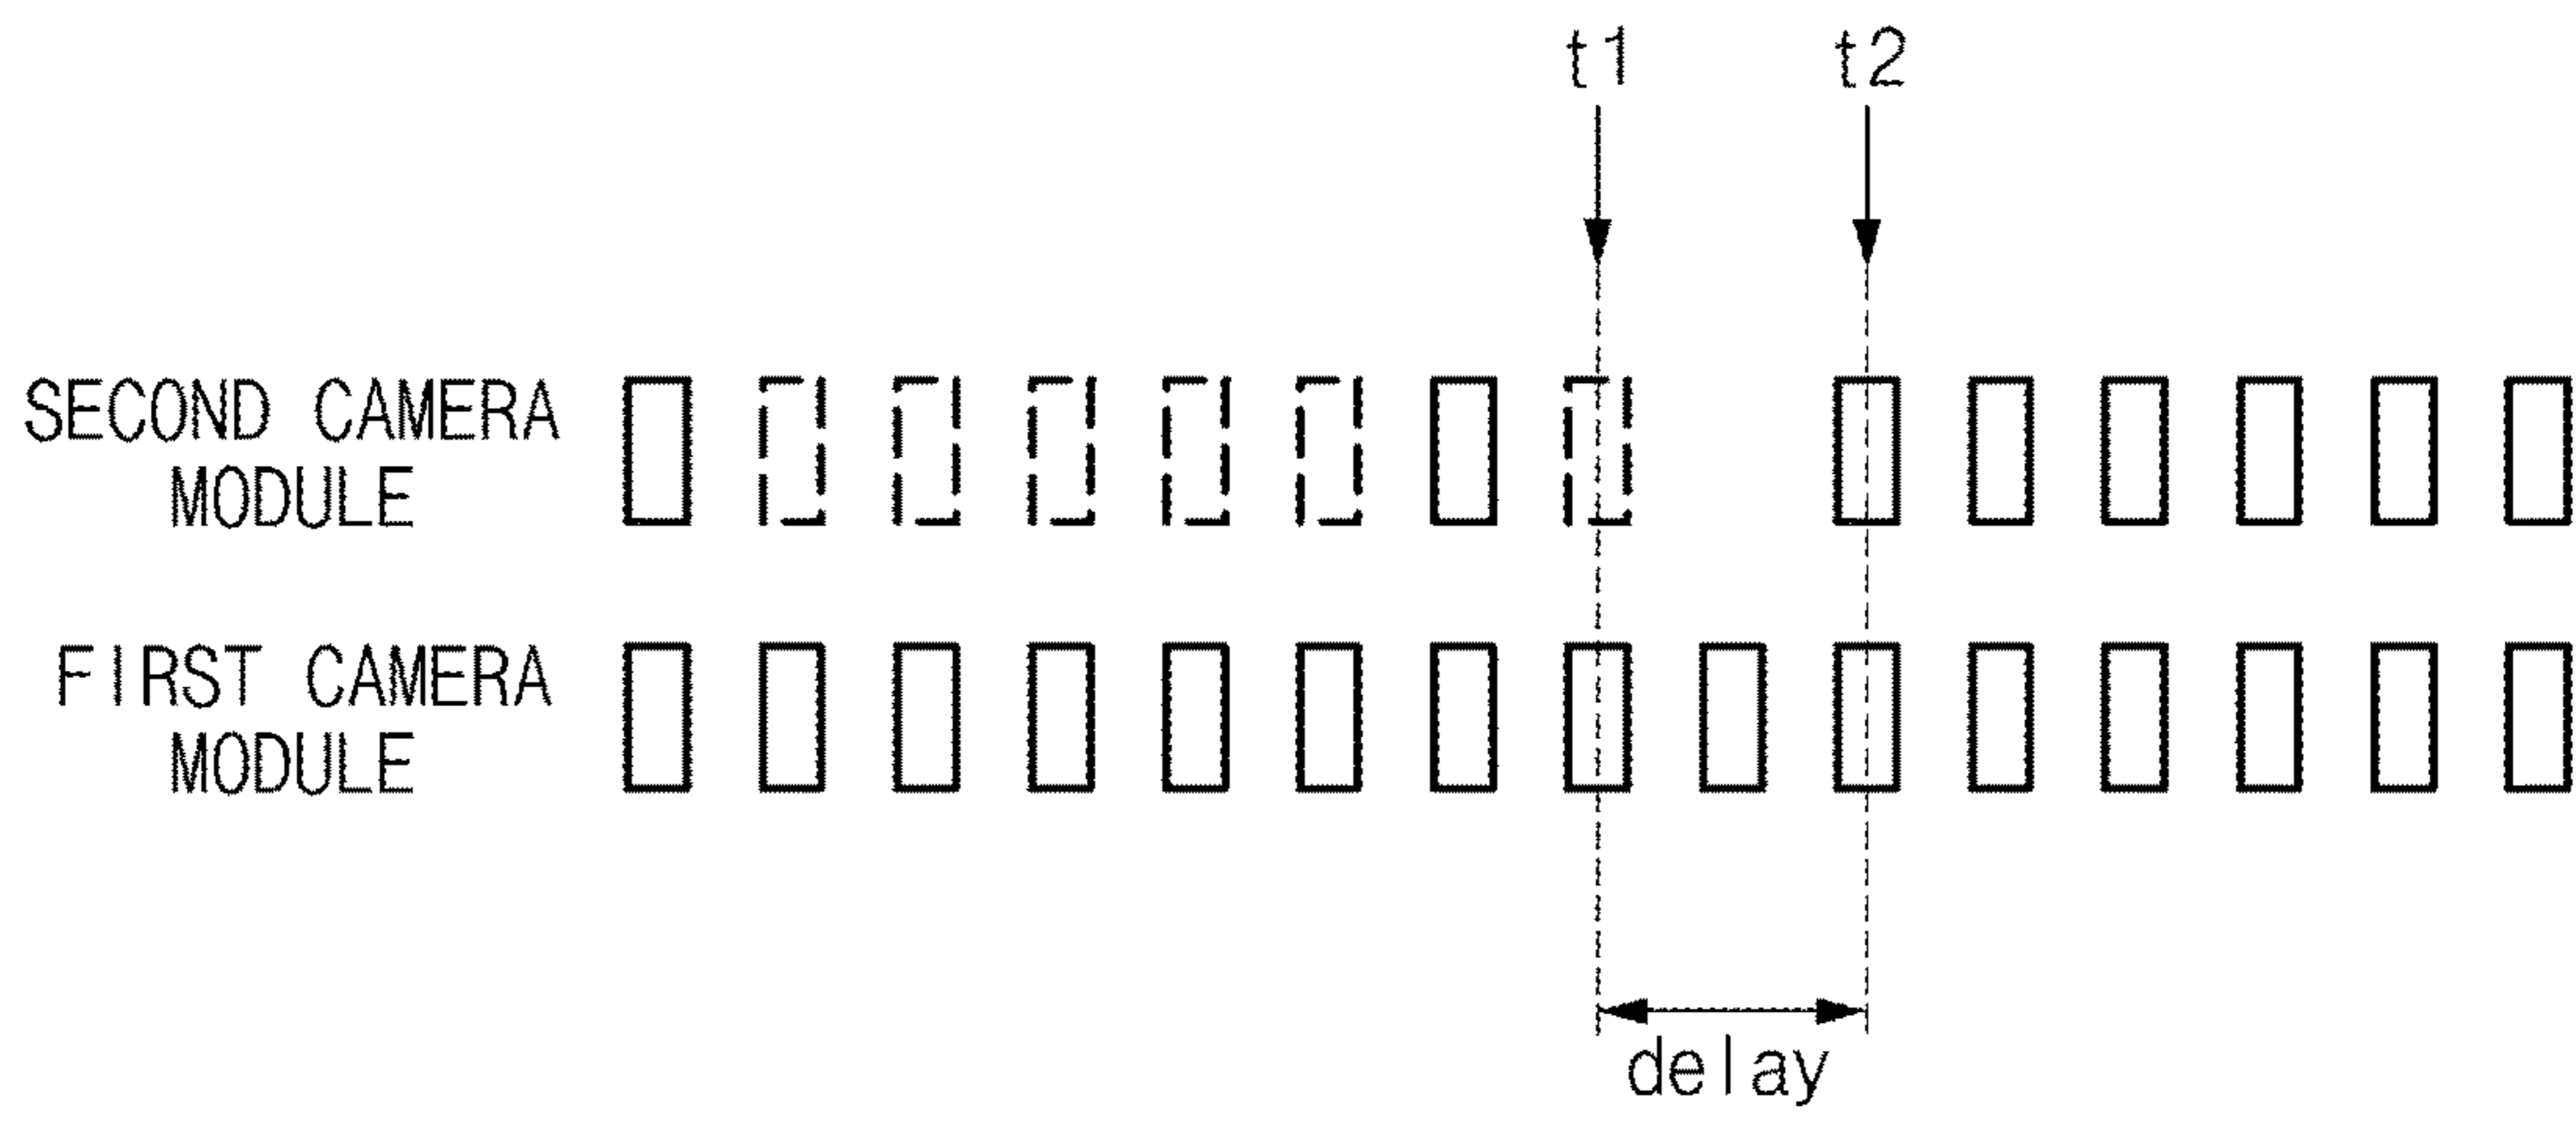 t1
t2
SECOND CAMERA
MODULE
FIRST CAMERA
MODULE
delay